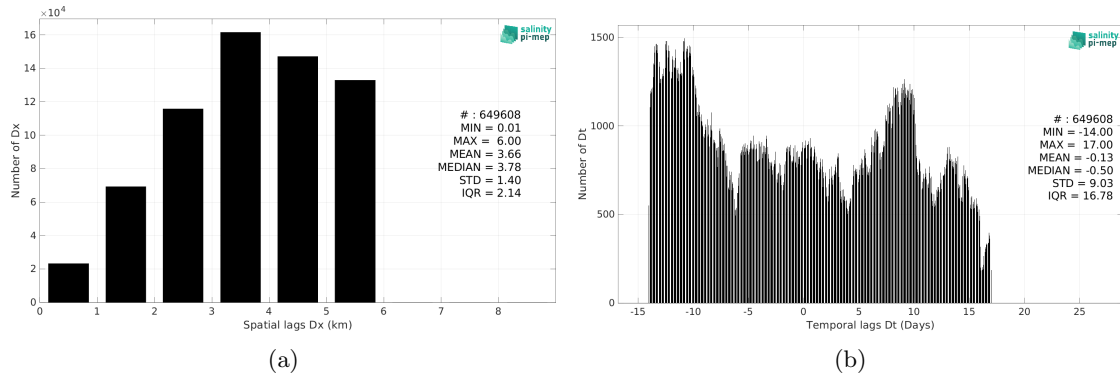 ×10⁴
16
14
12
10
8
6
4
2
0
Number of Dx
0 1 2 3 4 5 6 7 8
Spatial lags Dx (km)
salinity
pi-mep
# : 649608
MIN = 0.01
MAX = 6.00
MEAN = 3.66
MEDIAN = 3.78
STD = 1.40
IQR = 2.14
(a)
1500
1000
500
0
Number of Dt
-15 -10 -5 0 5 10 15 20 25
Temporal lags Dt (Days)
salinity
pi-mep
# : 649608
MIN = -14.00
MAX = 17.00
MEAN = -0.13
MEDIAN = -0.50
STD = 9.03
IQR = 16.78
(b)